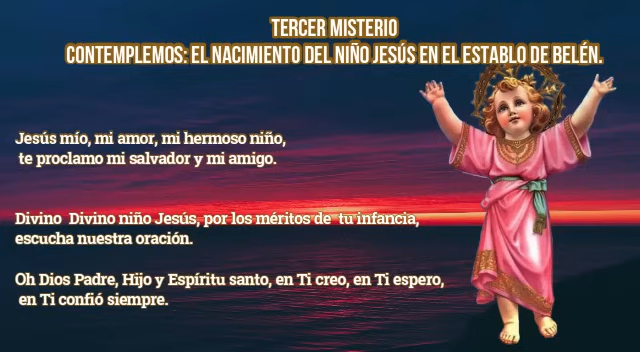 TERCER MISTERIO
CONTEMPLEMOS: EL NACIMIENTO DEL NIÑO JESÚS EN EL ESTABLO DE BELÉN.
Jesús mío, mi amor, mi hermoso niño,
te proclamo mi salvador y mi amigo.
Divino Divino niño Jesús, por los méritos de tu infancia,
escucha nuestra oración.
Oh Dios Padre, Hijo y Espíritu santo, en Ti creo, en Ti espero,
en Ti confió siempre.